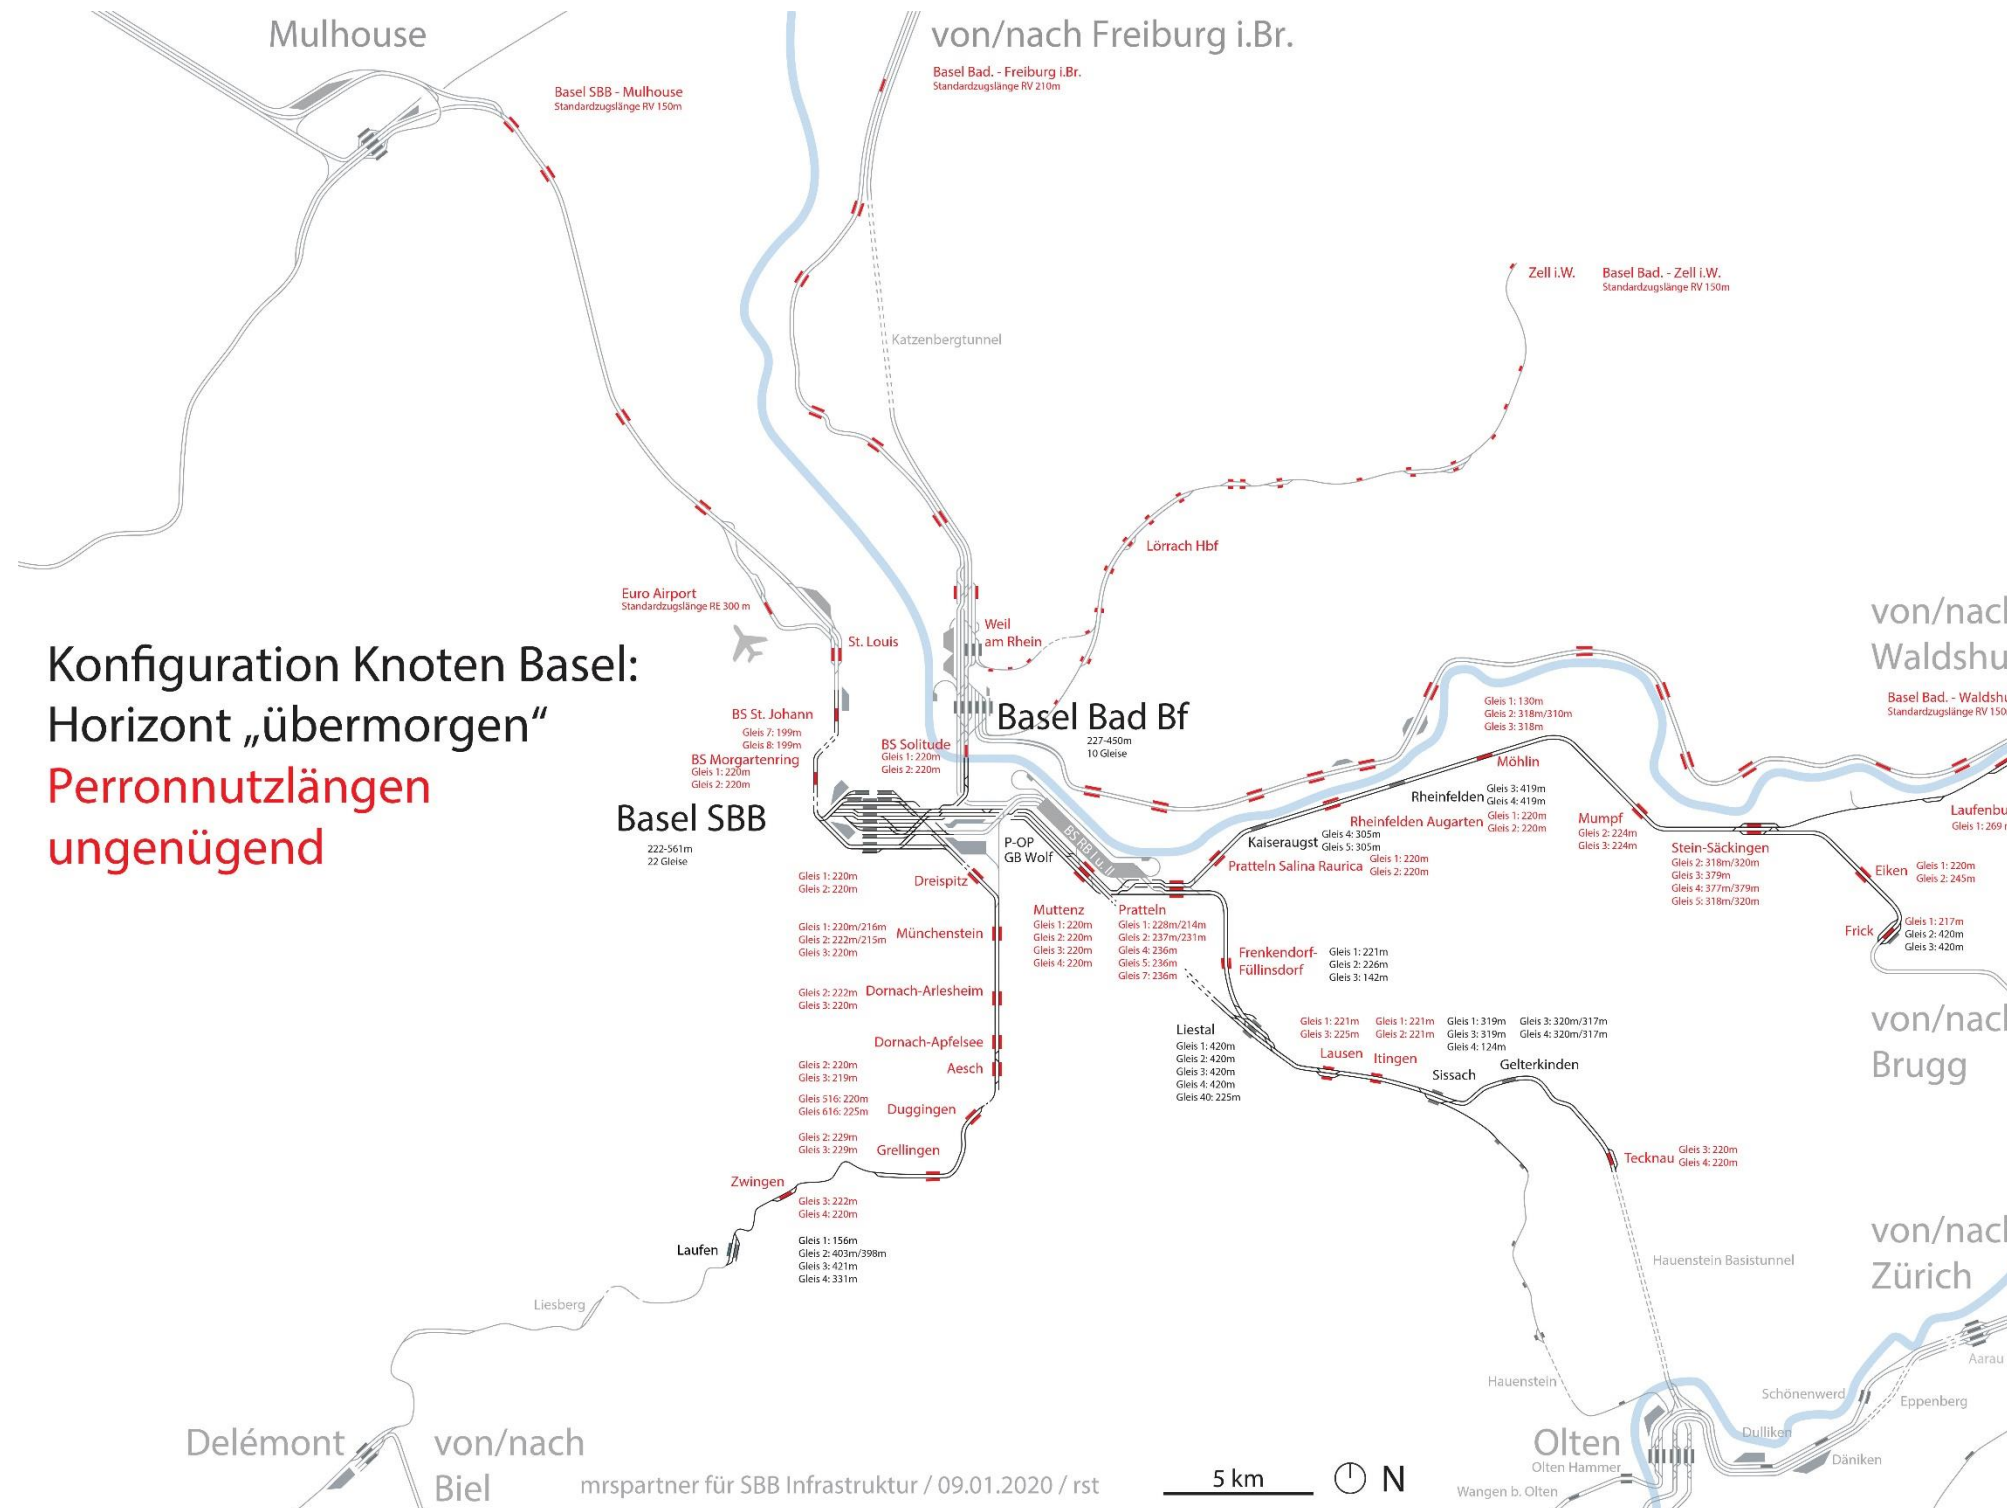 Mulhouse
von/nach Freiburg i.Br.
Basel Bad. - Freiburg i.Br.
Standardzugslänge RV 210m
Basel SBB - Mulhouse
Standardzugslänge RV 150m
Zell i.W.
Basel Bad. - Zell i.W.
Standardzugslänge RV 150m
Katzenbergtunnel
Lörrach Hbf
Euro Airport
Standardzugslänge RE 300 m
St. Louis
Weil
am Rhein
von/nach
Waldshu
Basel Bad. - Waldshu
Standardzugslänge RV 150
Konfiguration Knoten Basel:
Horizont „übermorgen“
Perronnutzlängen
ungenügend
BS St. Johann
Gleis 7: 199m
Gleis 8: 199m
BS Morgartenring
Gleis 1: 220m
Gleis 2: 220m
BS Solitude
Gleis 1: 220m
Gleis 2: 220m
Basel Bad Bf
227-450m
10 Gleise
Basel SBB
222-561m
22 Gleise
P-OP
GB Wolf
BS RB I u. II
Gleis 1: 130m
Gleis 2: 318m/310m
Gleis 3: 318m
Möhlin
Rheinfelden
Gleis 3: 419m
Gleis 4: 419m
Rheinfelden Augarten
Gleis 1: 220m
Gleis 2: 220m
Kaiseraugst
Gleis 4: 305m
Gleis 5: 305m
Pratteln Salina Raurica
Gleis 1: 220m
Gleis 2: 220m
Mumpf
Gleis 2: 224m
Gleis 3: 224m
Stein-Säckingen
Gleis 2: 318m/320m
Gleis 3: 379m
Gleis 4: 377m/379m
Gleis 5: 318m/320m
Laufenbu
Gleis 1: 269
Eiken
Gleis 1: 220m
Gleis 2: 245m
Frick
Gleis 1: 217m
Gleis 2: 420m
Gleis 3: 420m
Gleis 1: 220m
Gleis 2: 220m
Dreispitz
Gleis 1: 220m/216m
Gleis 2: 222m/215m
Gleis 3: 220m
Münchenstein
Muttenz
Gleis 1: 220m
Gleis 2: 220m
Gleis 3: 220m
Gleis 4: 220m
Pratteln
Gleis 1: 228m/214m
Gleis 2: 237m/231m
Gleis 4: 236m
Gleis 5: 236m
Gleis 7: 236m
Frenkendorf-
Füllinsdorf
Gleis 1: 221m
Gleis 2: 226m
Gleis 3: 142m
Gleis 2: 222m
Gleis 3: 220m
Dornach-Arlesheim
Dornach-Apfelsee
Gleis 2: 220m
Gleis 3: 219m
Aesch
Gleis 516: 220m
Gleis 616: 225m
Duggingen
Gleis 2: 229m
Gleis 3: 229m
Grellingen
Liestal
Gleis 1: 420m
Gleis 2: 420m
Gleis 3: 420m
Gleis 4: 420m
Gleis 40: 225m
Gleis 1: 221m
Gleis 3: 225m
Lausen
Gleis 1: 221m
Gleis 2: 221m
Itingen
Gleis 1: 319m
Gleis 3: 319m
Gleis 4: 124m
Sissach
Gleis 3: 320m/317m
Gleis 4: 320m/317m
Gelterkinden
von/nach
Brugg
Tecknau
Gleis 3: 220m
Gleis 4: 220m
Zwingen
Gleis 3: 222m
Gleis 4: 220m
Laufen
Gleis 1: 156m
Gleis 2: 403m/398m
Gleis 3: 421m
Gleis 4: 331m
Liesberg
Hauenstein Basistunnel
von/nach
Zürich
Aarau
Hauenstein
Schönenwerd
Eppenberg
Dulliken
Däniken
Olten
Olten Hammer
Wangen b. Olten
Delémont
von/nach
Biel
mrspartner für SBB Infrastruktur / 09.01.2020 / rst
5 km
N